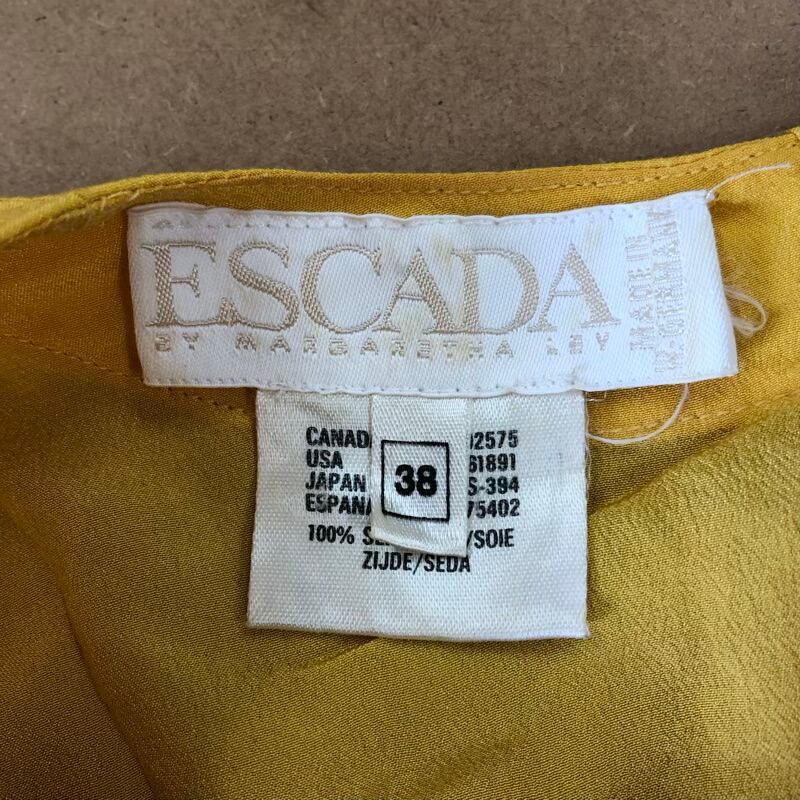 ESCADA
BY MARGARETHA LEY
MADE IN
W.-GERMANY
CANAD 02575
USA 61891
JAPAN S-394
ESPANA 75402
38
100% SE /SOIE
ZIJDE/SEDA